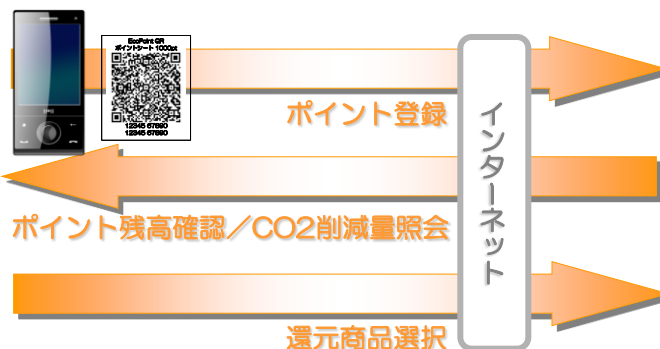 EcoPoint QR
ポイントシート 1000pt
12345 67890
12345 67890
ポイント登録
インターネット
ポイント残高確認／CO2削減量照会
還元商品選択